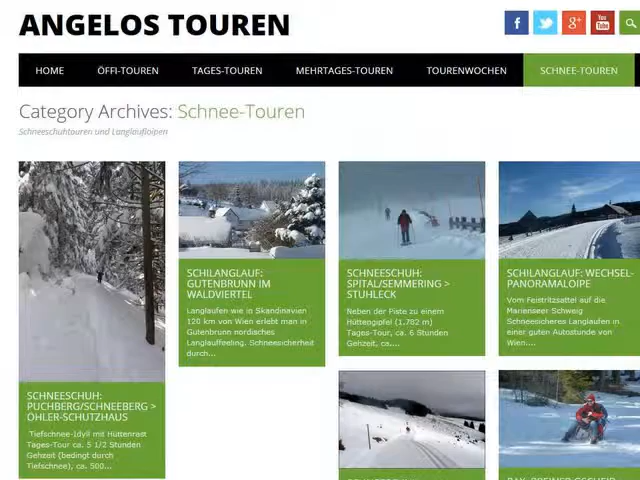 ANGELOS TOUREN
HOME
ÖFFI-TOUREN
TAGES-TOUREN
MEHRTAGES-TOUREN
TOURENWOCHEN
SCHNEE-TOUREN
Category Archives: Schnee-Touren
Schneeschuhtouren und Langlaufloipen
SCHNEESCHUH:
PUCHBERG/SCHNEEBERG >
ÖHLER-SCHUTZHAUS
Tiefschnee-Idyll mit Hüttenrast
Tages-Tour ca. 5 1/2 Stunden
Gehzeit (bedingt durch
Tiefschnee), ca. 500...
SCHILANGLAUF:
GUTENBRUNN IM
WALDVIERTEL
Langlaufen wie in Skandinavien
120 km von Wien erlebt man in
Gutenbrunn nordisches
Langlauffeeling. Schneesicherheit
durch...
SCHNEESCHUH:
SPITAL/SEMMERING >
STUHLECK
Neben der Piste zu einem
Hüttengipfel (1.782 m)
Tages-Tour, ca. 6 Stunden
Gehzeit, ca....
SCHILANGLAUF: WECHSEL-
PANORAMALOIPE
Vom Feistritzsattel auf die
Marienseer Schwaig
Schneesicheres Langlaufen in
einer guten Autostunde von
Wien....